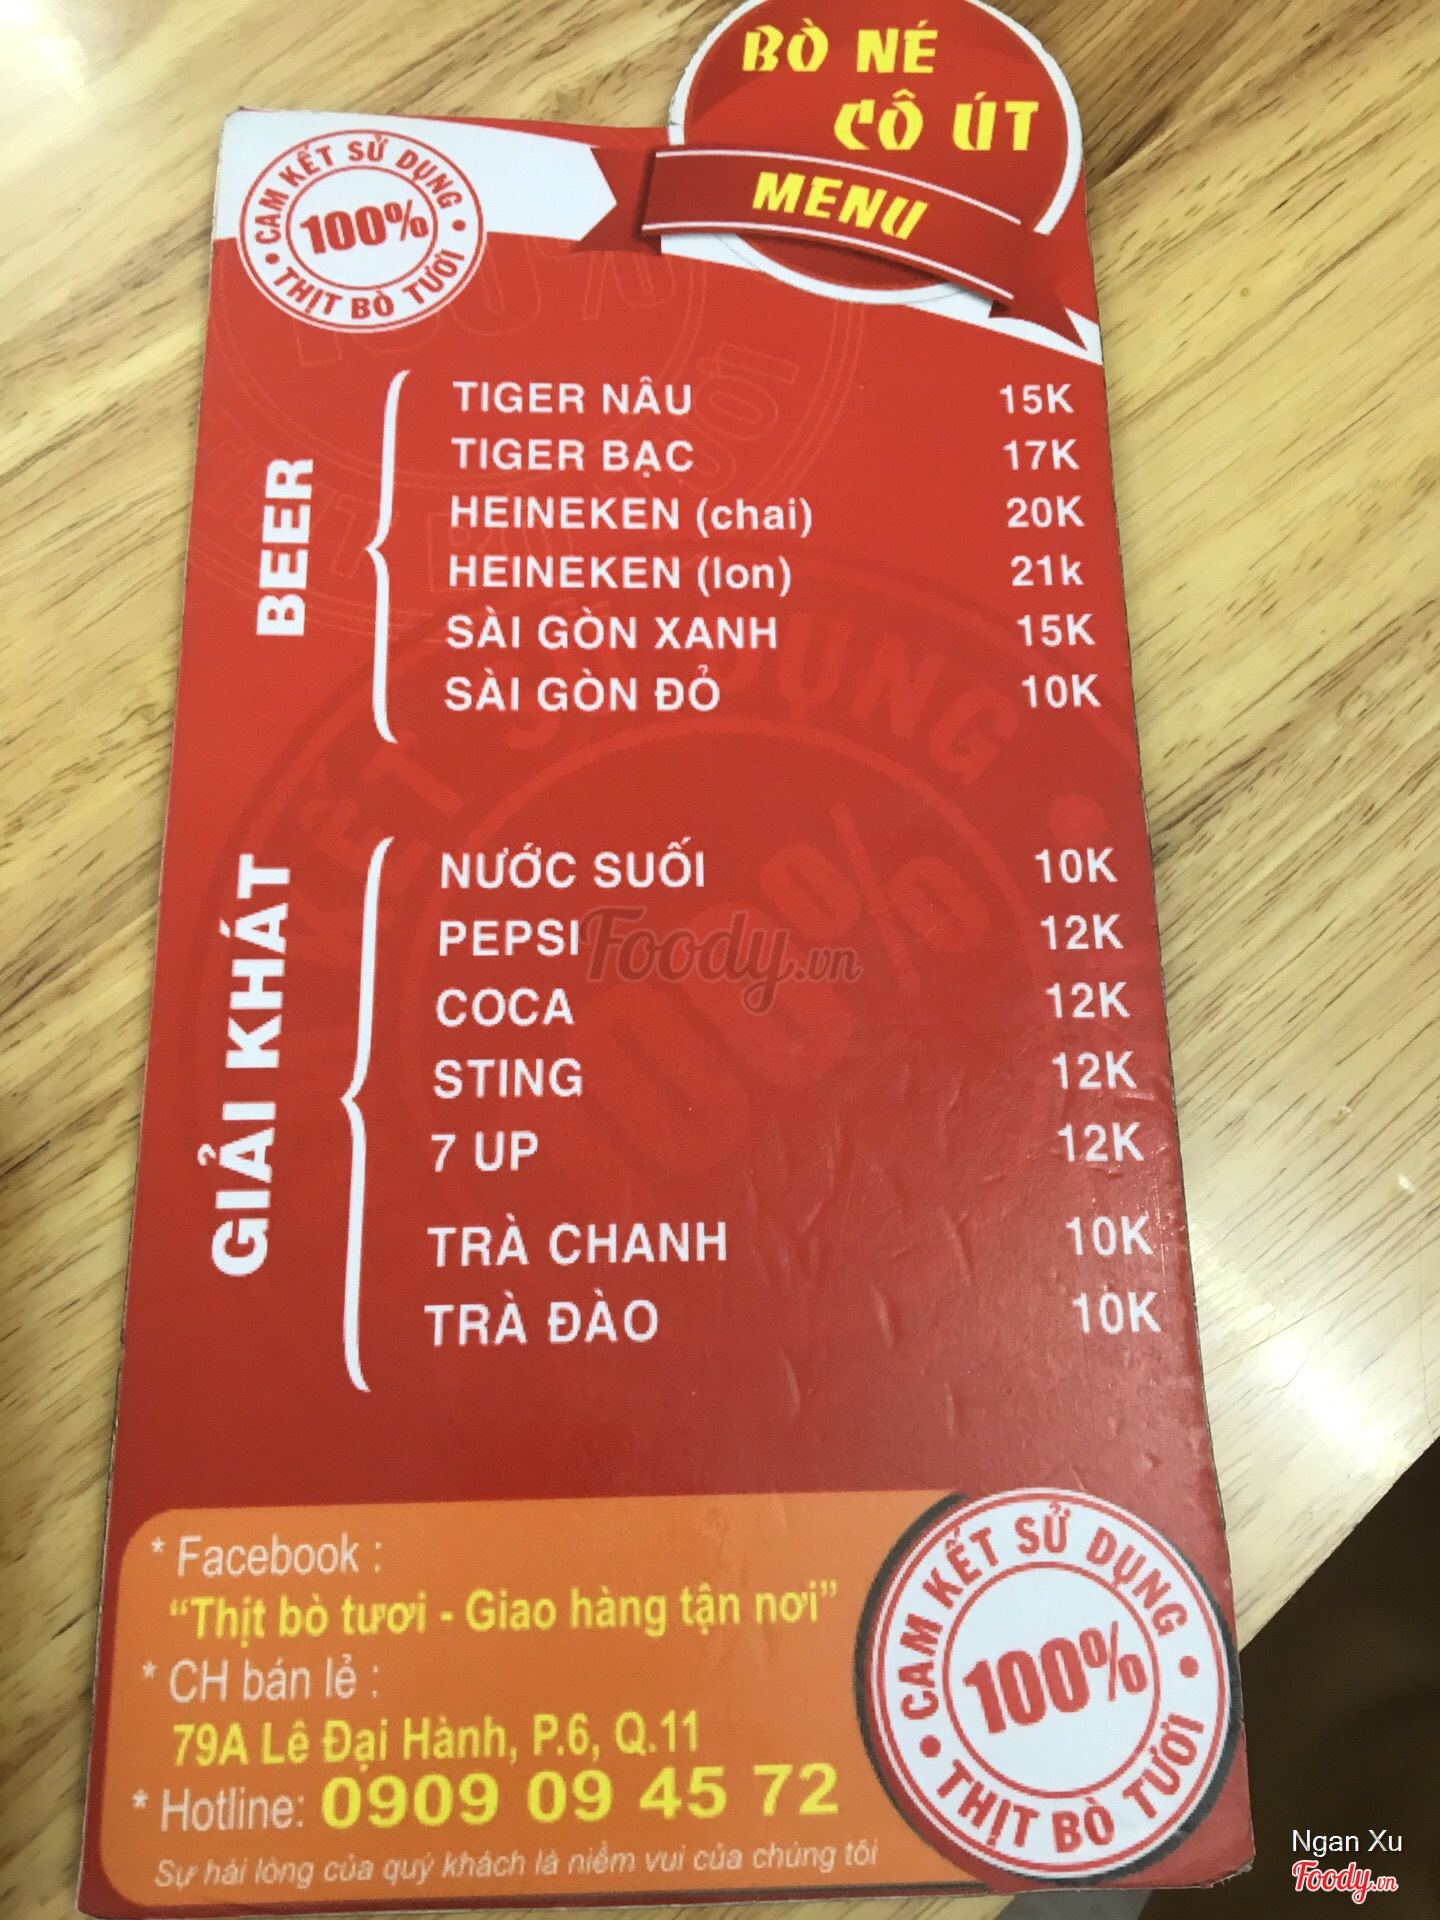 BÒ NÉ
CÔ ÚT
MENU
CAM KẾT SỬ DỤNG
100%
THỊT BÒ TƯƠI
BEER
TIGER NÂU 15K
TIGER BẠC 17K
HEINEKEN (chai) 20K
HEINEKEN (lon) 21k
SÀI GÒN XANH 15K
SÀI GÒN ĐỎ 10K
GIẢI KHÁT
NƯỚC SUỐI 10K
PEPSI 12K
COCA 12K
STING 12K
7 UP 12K
TRÀ CHANH 10K
TRÀ ĐÀO 10K
Foody.vn
* Facebook :
"Thịt bò tươi - Giao hàng tận nơi"
* CH bán lẻ :
79A Lê Đại Hành, P.6, Q.11
* Hotline: 0909 09 45 72
Sự hài lòng của quý khách là niềm vui của chúng tôi
CAM KẾT SỬ DỤNG
100%
THỊT BÒ TƯƠI
Ngan Xu
Foody.vn